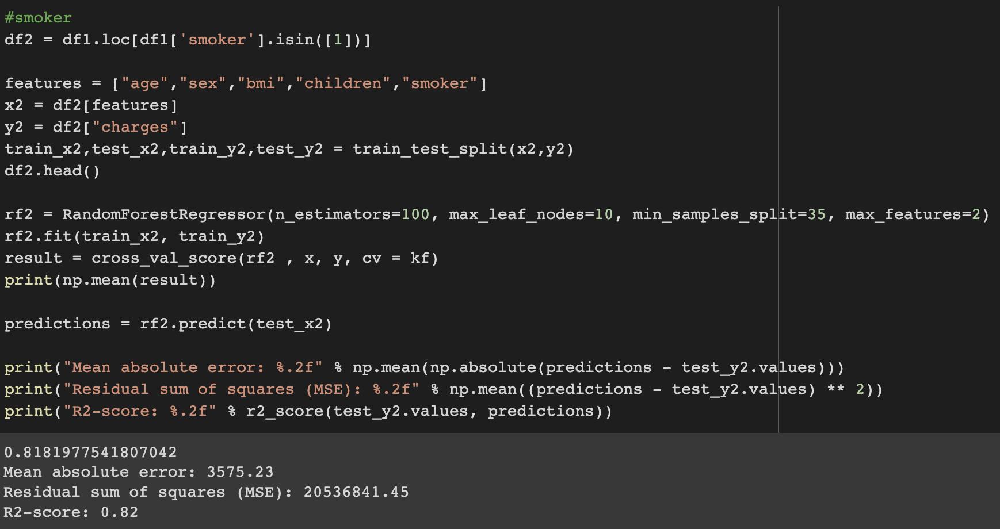 #smoker
df2 = df1.loc[df1['smoker'].isin([1])]
features = ["age","sex","bmi","children","smoker"]
x2 = df2[features]
y2 = df2["charges"]
train_x2,test_x2,train_y2,test_y2 = train_test_split(x2,y2)
df2.head()
rf2 = RandomForestRegressor(n_estimators=100, max_leaf_nodes=10, min_samples_split=35, max_features=2)
rf2.fit(train_x2, train_y2)
result = cross_val_score(rf2 , x, y, cv = kf)
print(np.mean(result))
predictions = rf2.predict(test_x2)
print("Mean absolute error: %.2f" % np.mean(np.absolute(predictions - test_y2.values)))
print("Residual sum of squares (MSE): %.2f" % np.mean((predictions - test_y2.values) ** 2))
print("R2-score: %.2f" % r2_score(test_y2.values, predictions))
0.8181977541807042
Mean absolute error: 3575.23
Residual sum of squares (MSE): 20536841.45
R2-score: 0.82